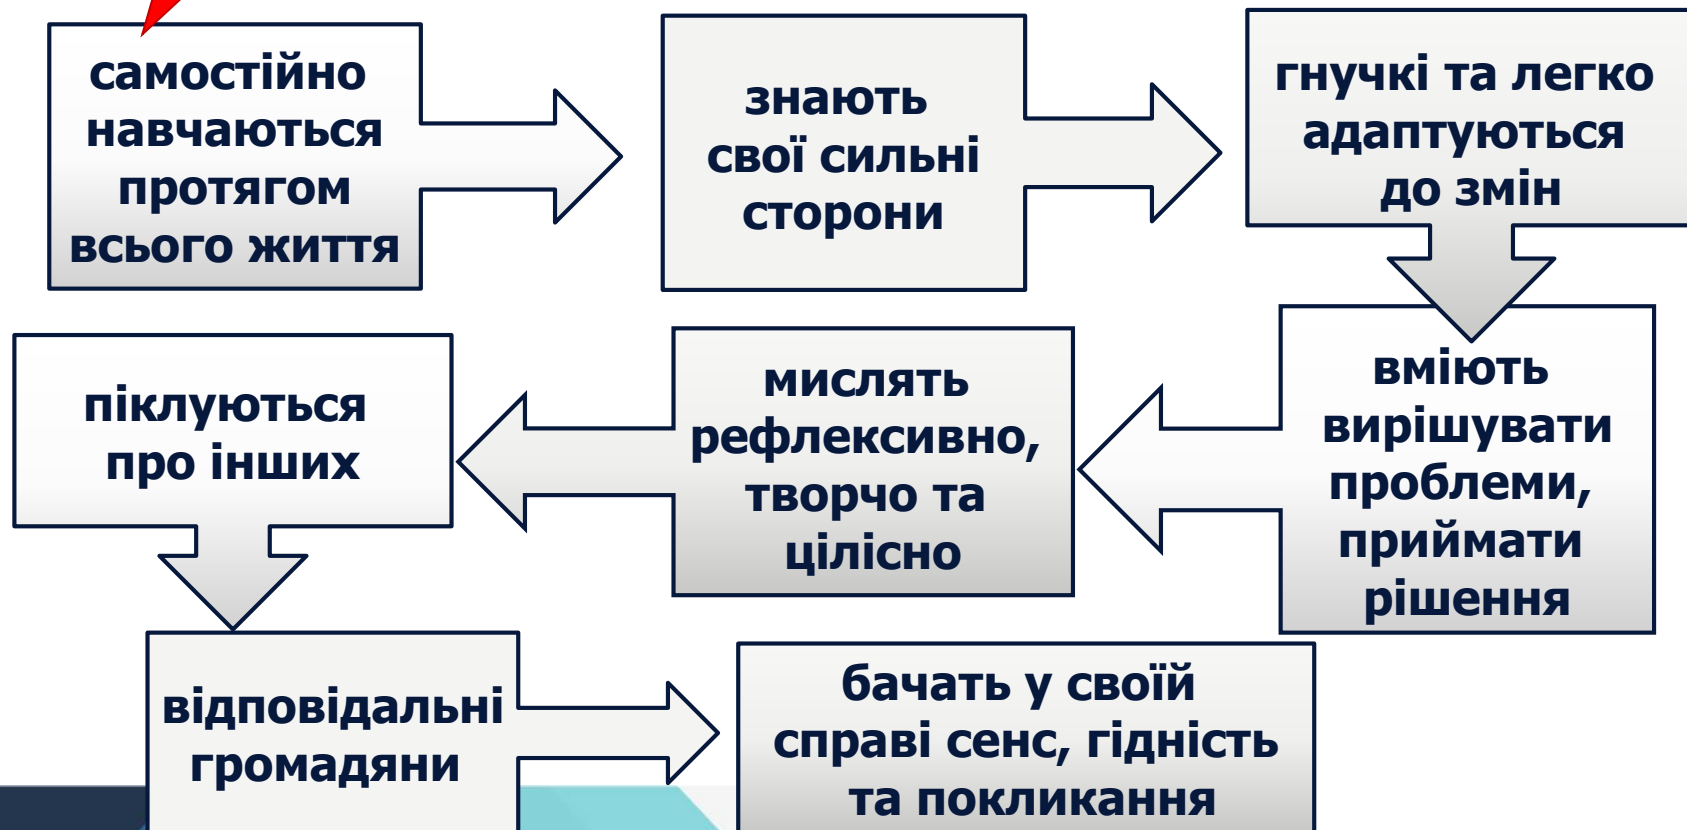 самостійно
навчаються
протягом
всього життя
знають
свої сильні
сторони
гнучкі та легко
адаптуються
до змін
вміють
вирішувати
проблеми,
приймати
рішення
мислять
рефлексивно,
творчо та
цілісно
піклуються
про інших
відповідальні
громадяни
бачать у своїй
справі сенс, гідність
та покликання